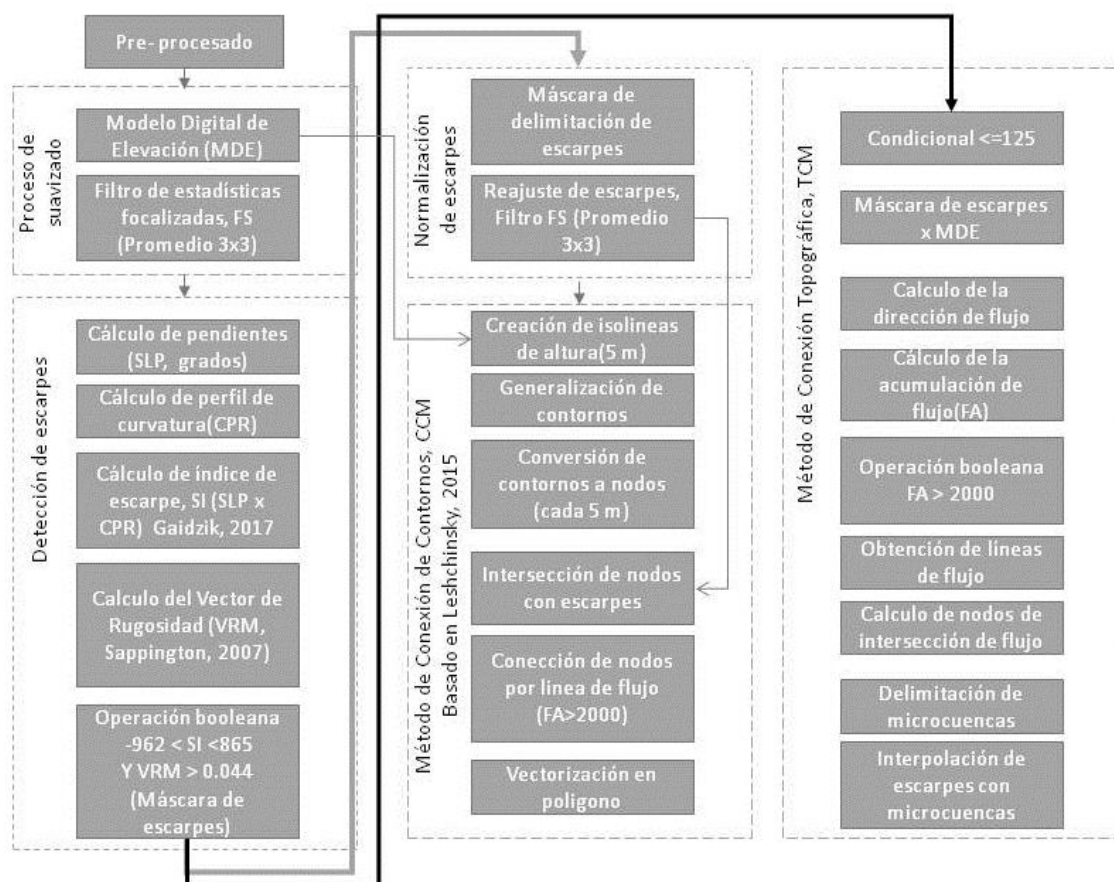 Pre- procesado
Proceso de
suavizado
Modelo Digital de
Elevación (MDE)
Filtro de estadísticas
focalizadas, FS
(Promedio 3x3)
Detección de escarpes
Cálculo de pendientes
(SLP, grados)
Cálculo de perfil de
curvatura(CPR)
Cálculo de índice de
escarpe, SI (SLP x
CPR) Gaidzik, 2017
Calculo del Vector de
Rugosidad (VRM,
Sappington, 2007)
Operación booleana
-962 < SI <865
Y VRM > 0.044
(Máscara de
escarpes)
Normalización
de escarpes
Máscara de
delimitación de
escarpes
Reajuste de escarpes,
Filtro FS (Promedio
3x3)
Método de Conexión de Contornos, CCM
Basado en Leshchinsky, 2015
Creación de isolineas
de altura(5 m)
Generalización de
contornos
Conversión de
contornos a nodos
(cada 5 m)
Intersección de nodos
con escarpes
Conección de nodos
por linea de flujo
(FA>2000)
Vectorización en
poligono
Método de Conexión Topográfica, TCM
Condicional <=125
Máscara de escarpes
x MDE
Calculo de la
dirección de flujo
Cálculo de la
acumulación de
flujo(FA)
Operación booleana
FA > 2000
Obtención de líneas
de flujo
Calculo de nodos de
intersección de flujo
Delimitación de
microcuencas
Interpolación de
escarpes con
microcuencas